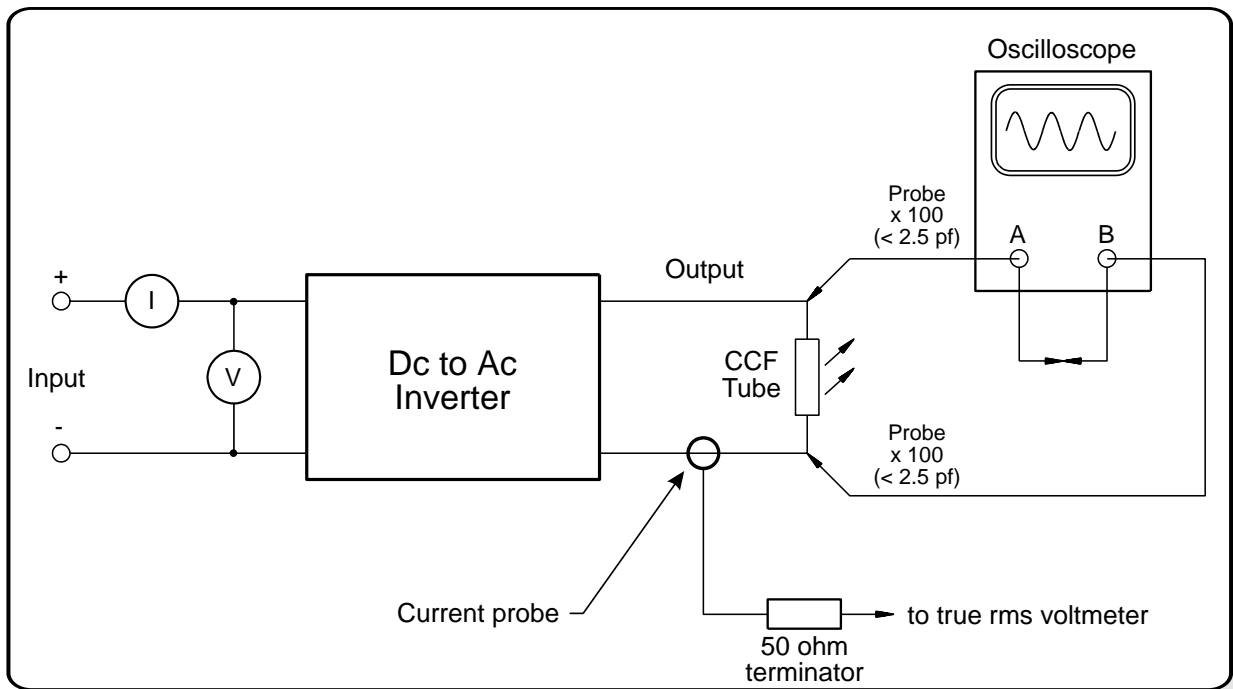 Oscilloscope
Probe
x 100
(< 2.5 pf)
A
B
Output
+
I
Input
V
-
Dc to Ac
Inverter
CCF
Tube
Probe
x 100
(< 2.5 pf)
Current probe
to true rms voltmeter
50 ohm
terminator